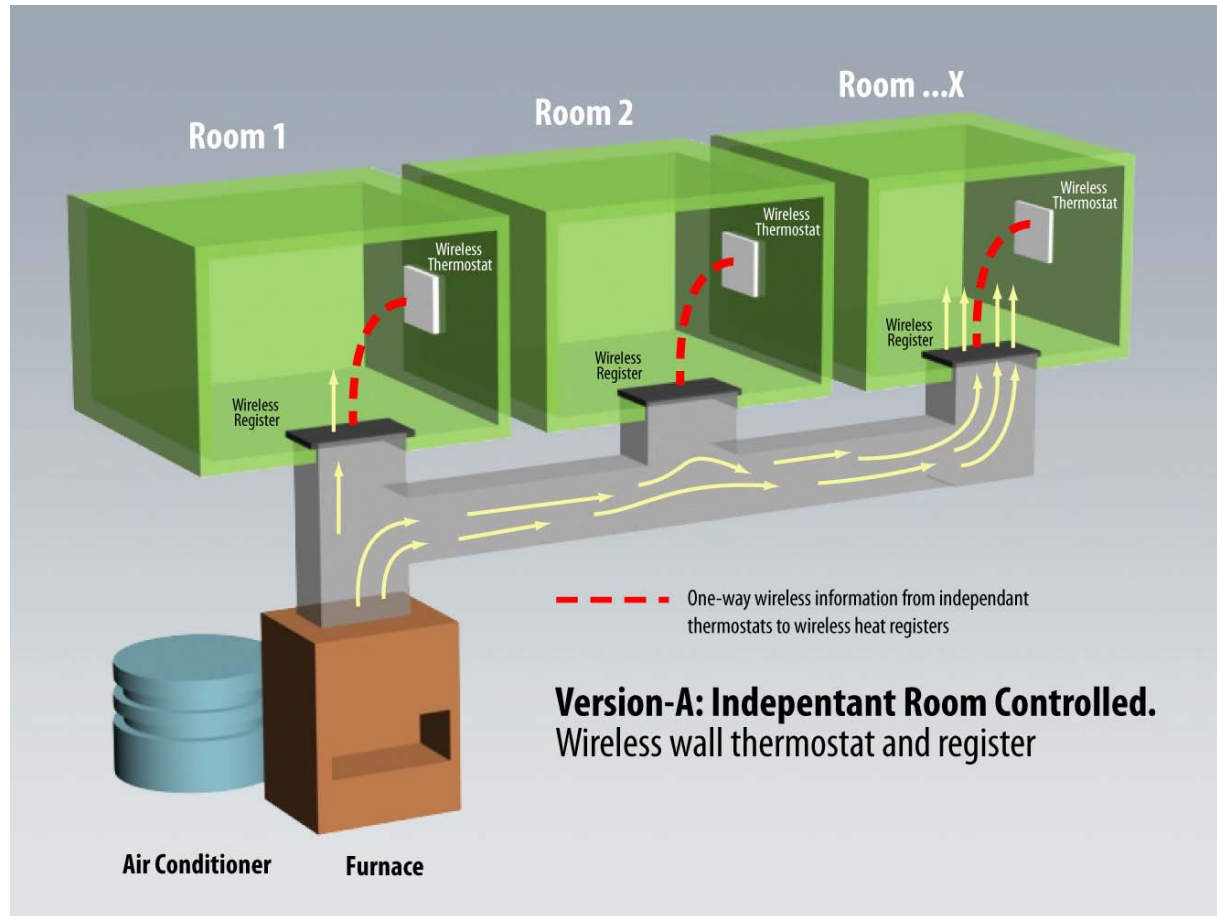 Room 1
Room 2
Room ...X
Wireless
Thermostat
Wireless
Thermostat
Wireless
Thermostat
Wireless
Register
Wireless
Register
Wireless
Register
One-way wireless information from independant
thermostats to wireless heat registers
Version-A: Indepentant Room Controlled.
Wireless wall thermostat and register
Air Conditioner
Furnace